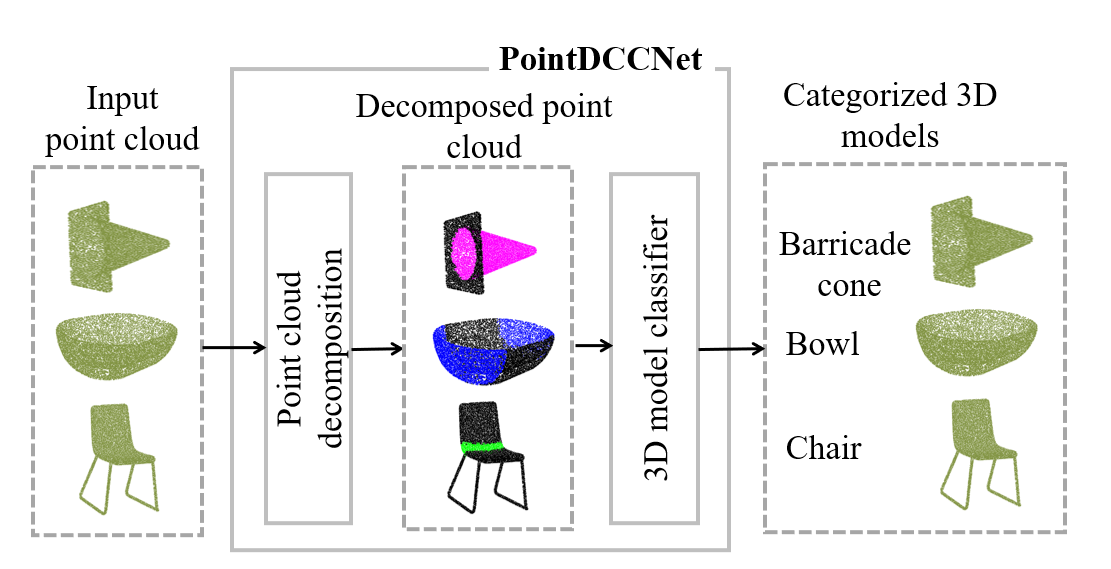 PointDCCNet
Input
point cloud
Decomposed point
cloud
Categorized 3D
models
Point cloud
decomposition
3D model classifier
Barricade
cone
Bowl
Chair